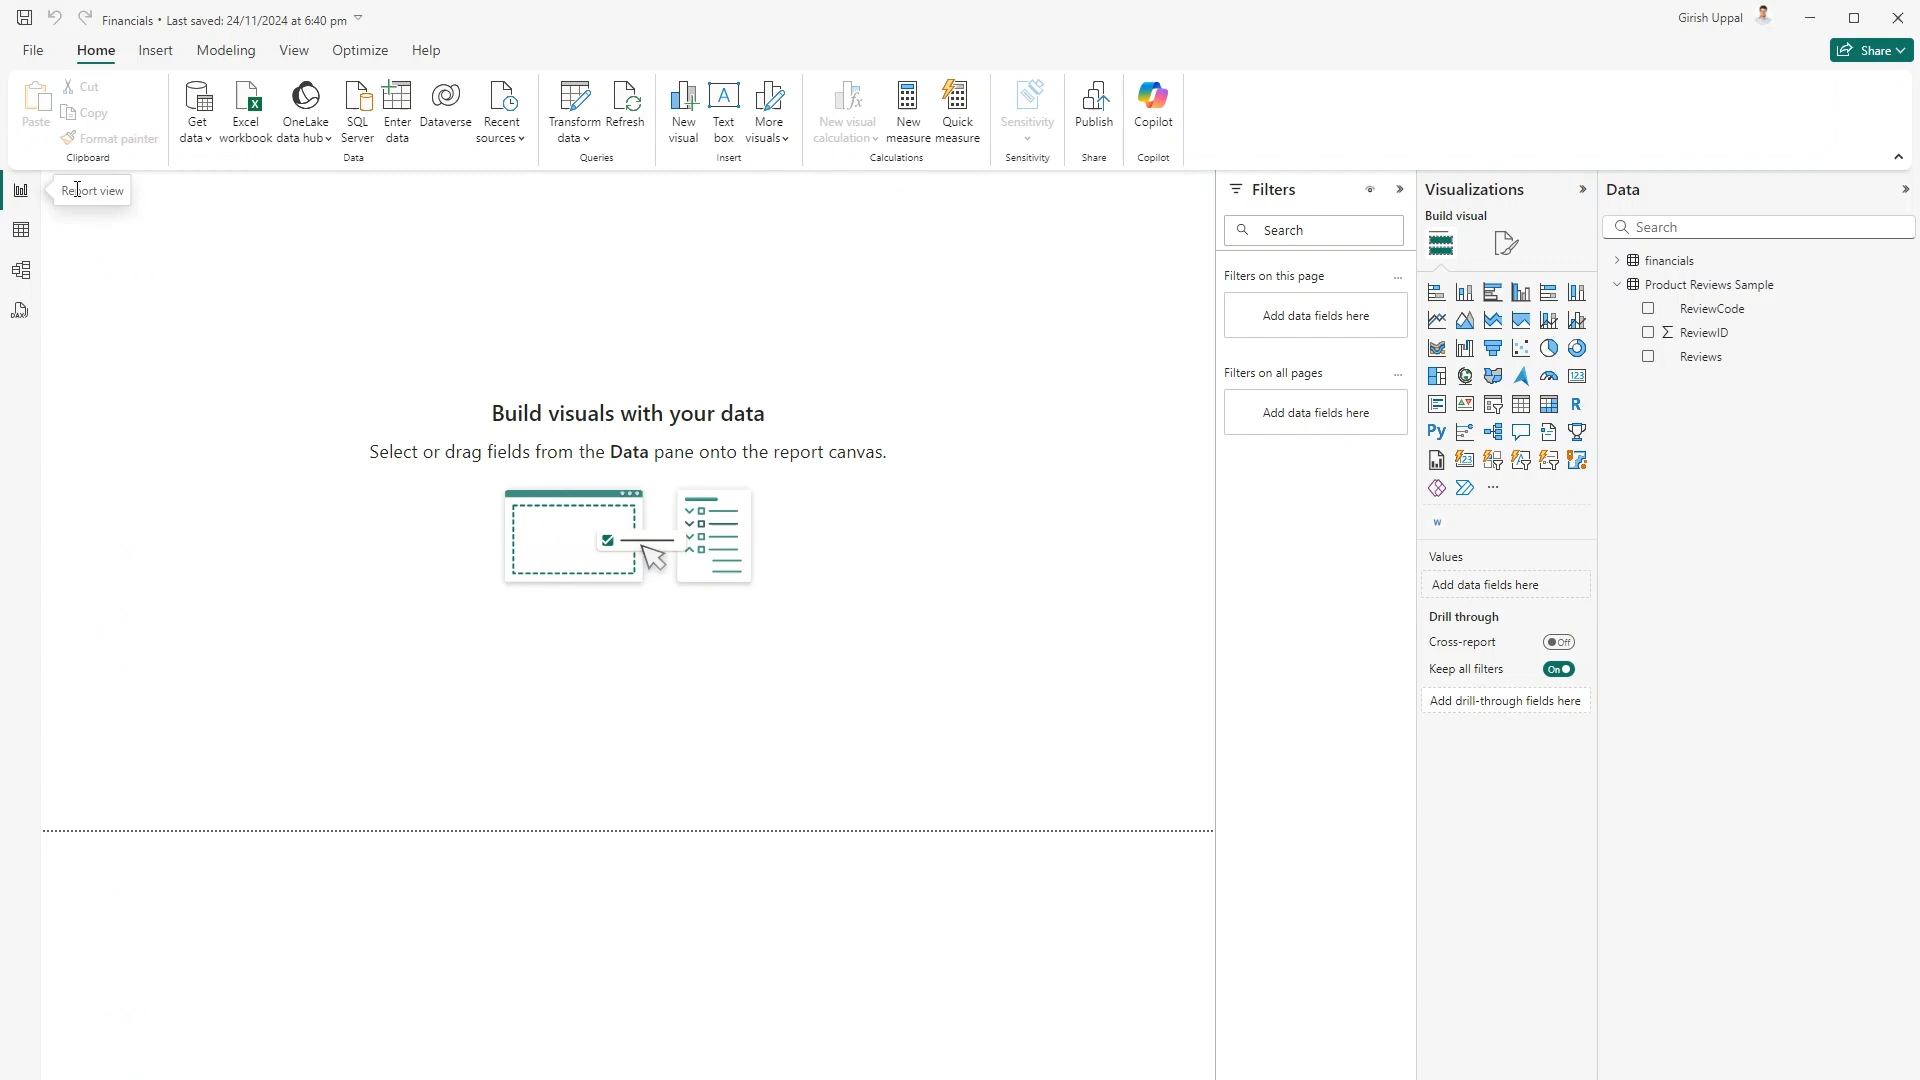 Financials • Last saved: 24/11/2024 at 6:40 pm
Girish Uppal
File
Home
Insert
Modeling
View
Optimize
Help
Share
Paste
Cut
Copy
Format painter
Clipboard
Get data
Excel workbook
OneLake data hub
SQL Server
Enter data
Dataverse
Recent sources
Data
Transform data
Refresh
Queries
New visual
Text box
More visuals
Insert
New visual calculation
New measure
Quick measure
Calculations
Sensitivity
Sensitivity
Publish
Share
Copilot
Copilot
Report view
DAX
Build visuals with your data
Select or drag fields from the Data pane onto the report canvas.
Filters
Search
Filters on this page
...
Add data fields here
Filters on all pages
...
Add data fields here
Visualizations
Build visual
123
R
Py
123
...
W
Values
Add data fields here
Drill through
Cross-report
Off
Keep all filters
On
Add drill-through fields here
Data
Search
financials
Product Reviews Sample
ReviewCode
Σ ReviewID
Reviews